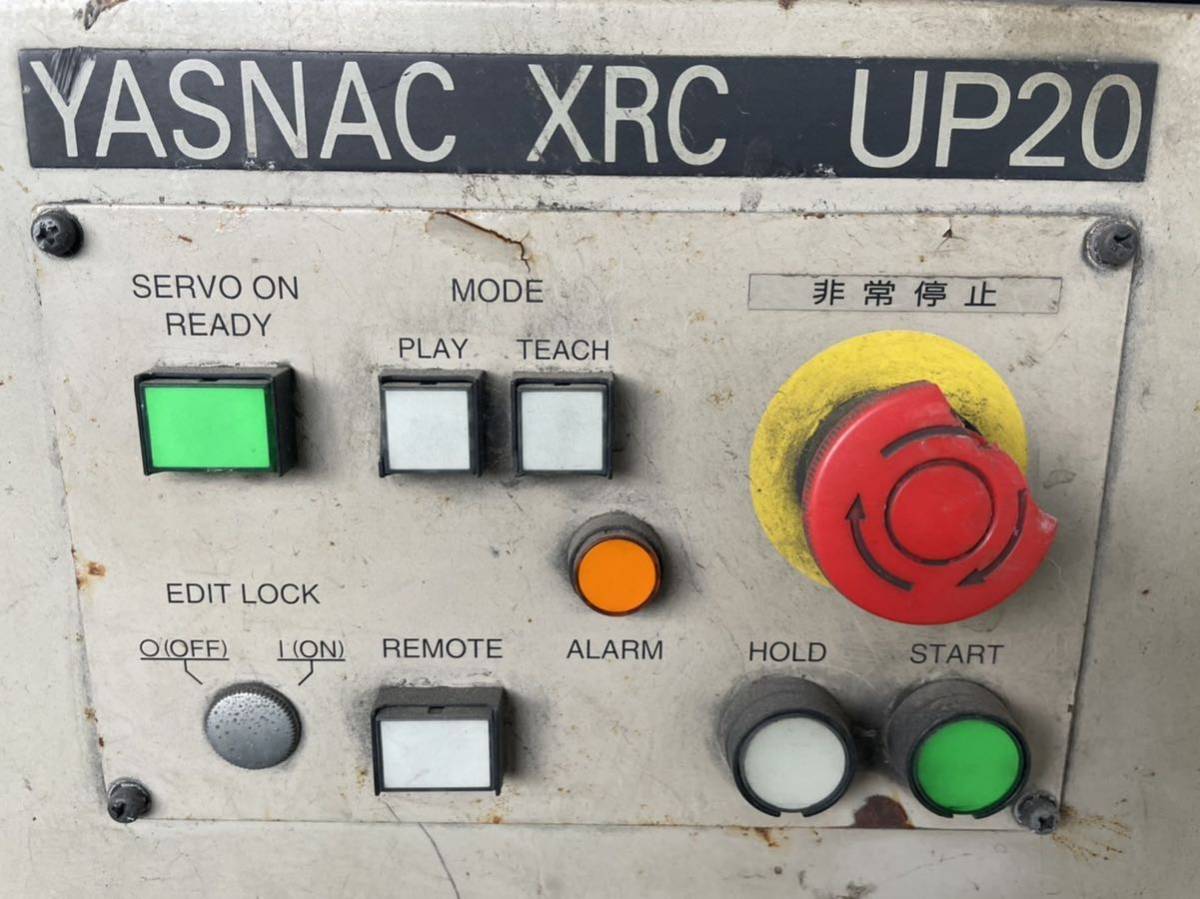 YASNAC XRC UP20
SERVO ON
READY
MODE
PLAY TEACH
非常停止
EDIT LOCK
O (OFF) I (ON)
REMOTE
ALARM
HOLD
START